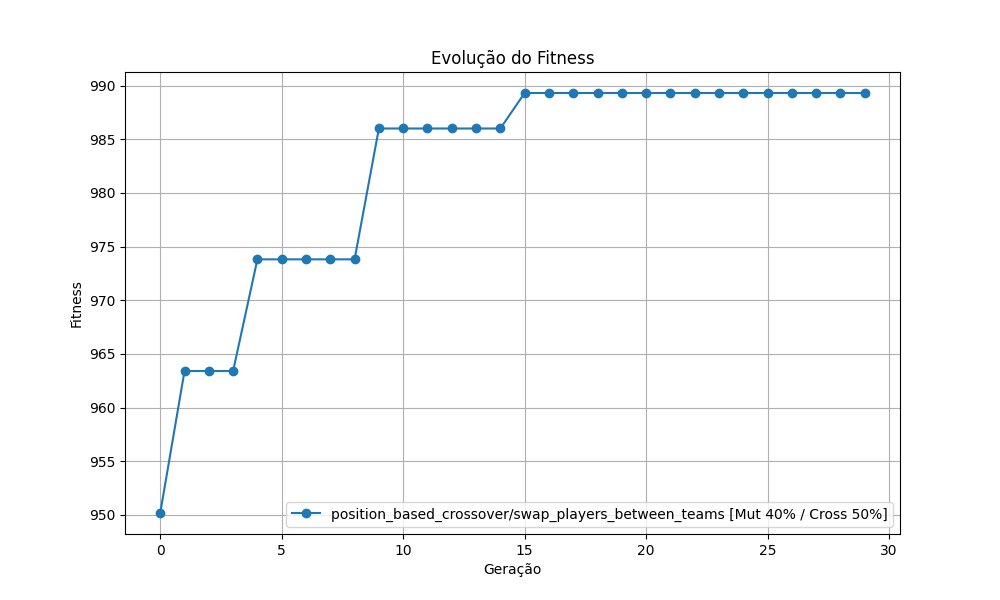 Evolução do Fitness
Fitness
990
985
980
975
970
965
960
955
950
position_based_crossover/swap_players_between_teams [Mut 40% / Cross 50%]
0 5 10 15 20 25 30
Geração